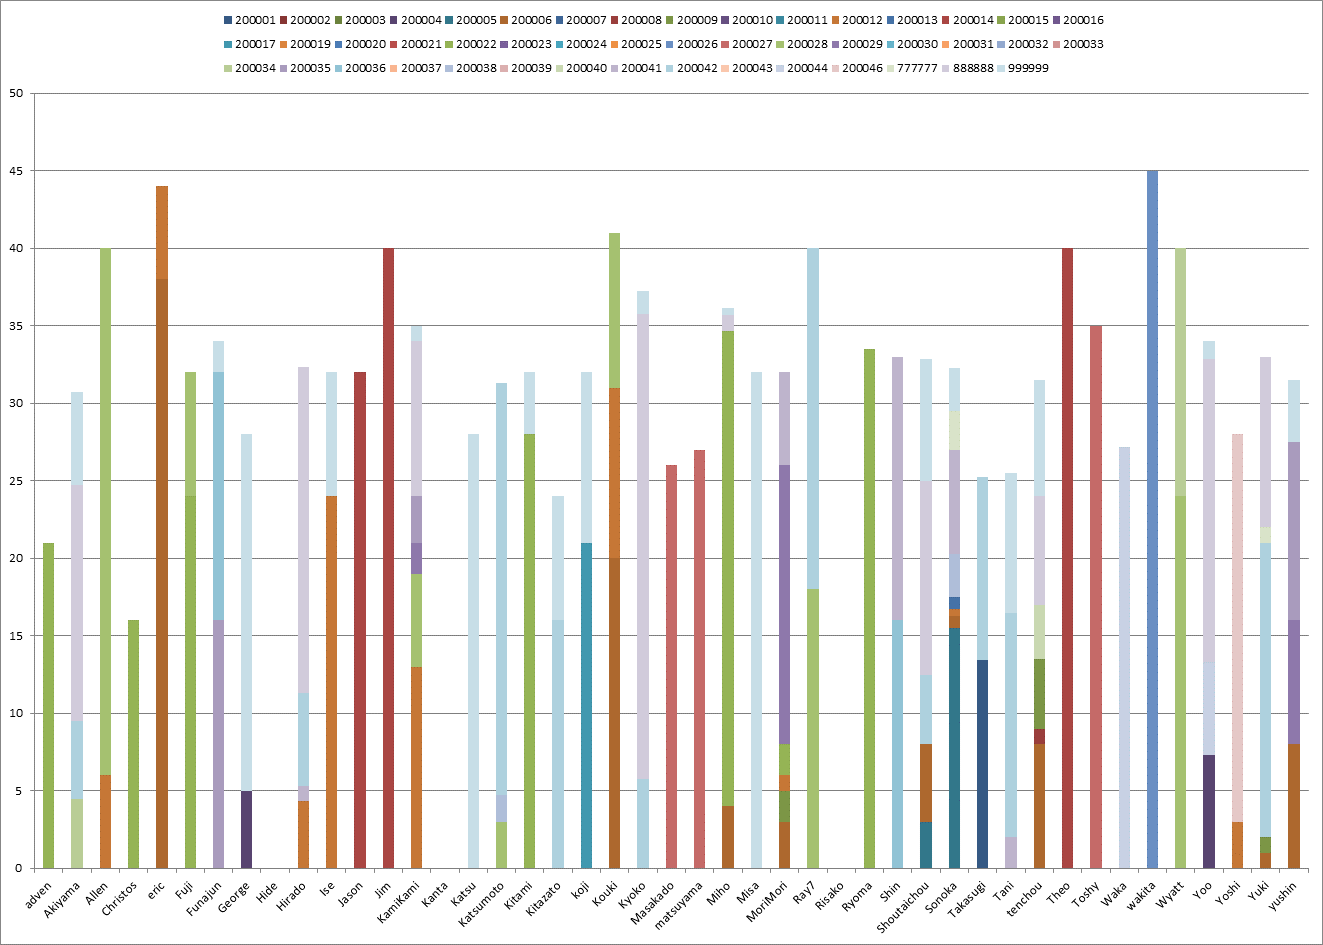 200001 200002 200003 200004 200005 200006 200007 200008 200009 200010 200011 200012 200013 200014 200015 200016
200017 200019 200020 200021 200022 200023 200024 200025 200026 200027 200028 200029 200030 200031 200032 200033
200034 200035 200036 200037 200038 200039 200040 200041 200042 200043 200044 200046 777777 888888 999999
50
45
40
35
30
25
20
15
10
5
0
adven Akiyama Allen Christos eric Fuji Funajun George Hide Hirado Ise Jason Jim KamiKami Kanta Katsu Katsumoto Kitami Kitazato koji Kouki Kyoko Masakado matsuyama Miho Misa MoriMori Ray7 Risako Ryoma Shin Shoutaichou Sonoka Takasugi Tani tenchou Theo Toshy Waka wakita Wyatt Yoo Yoshi Yuki yushin